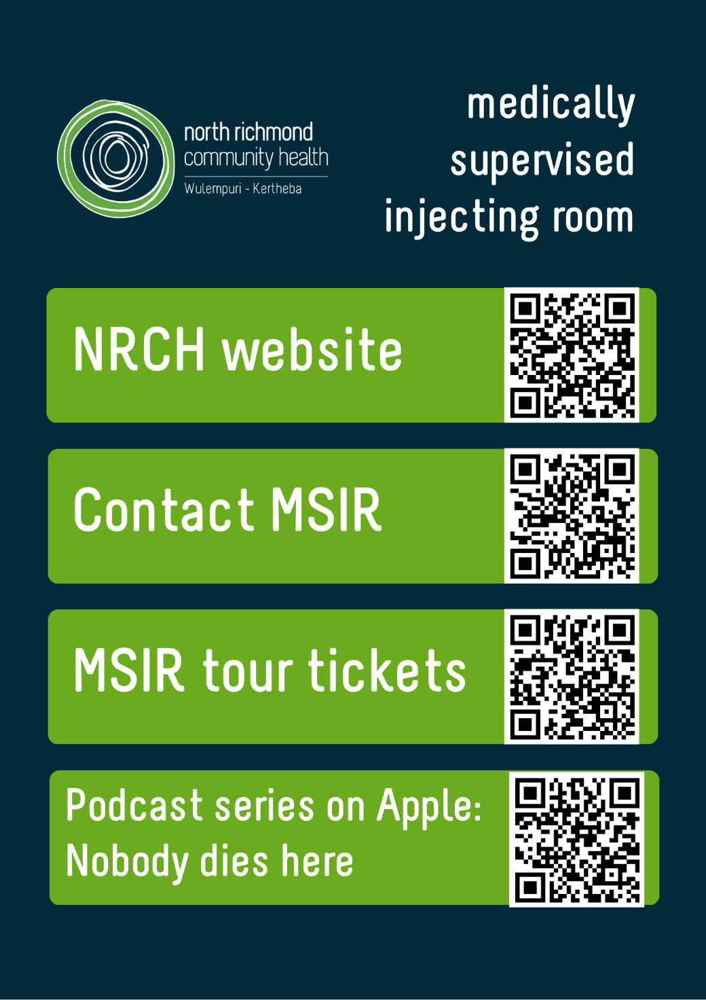 north richmond
community health
Wulempuri - Kertheba
medically
supervised
injecting room
NRCH website
Contact MSIR
MSIR tour tickets
Podcast series on Apple:
Nobody dies here